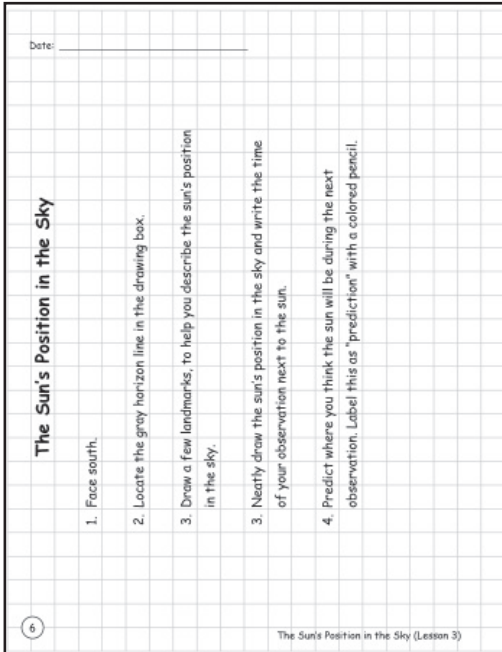 Date:
The Sun's Position in the Sky
1. Face south.
2. Locate the gray horizon line in the drawing box.
3. Draw a few landmarks, to help you describe the sun's position
in the sky.
3. Neatly draw the sun's position in the sky and write the time
of your observation next to the sun.
4. Predict where you think the sun will be during the next
observation. Label this as "prediction" with a colored pencil.
6
The Sun's Position in the Sky (Lesson 3)